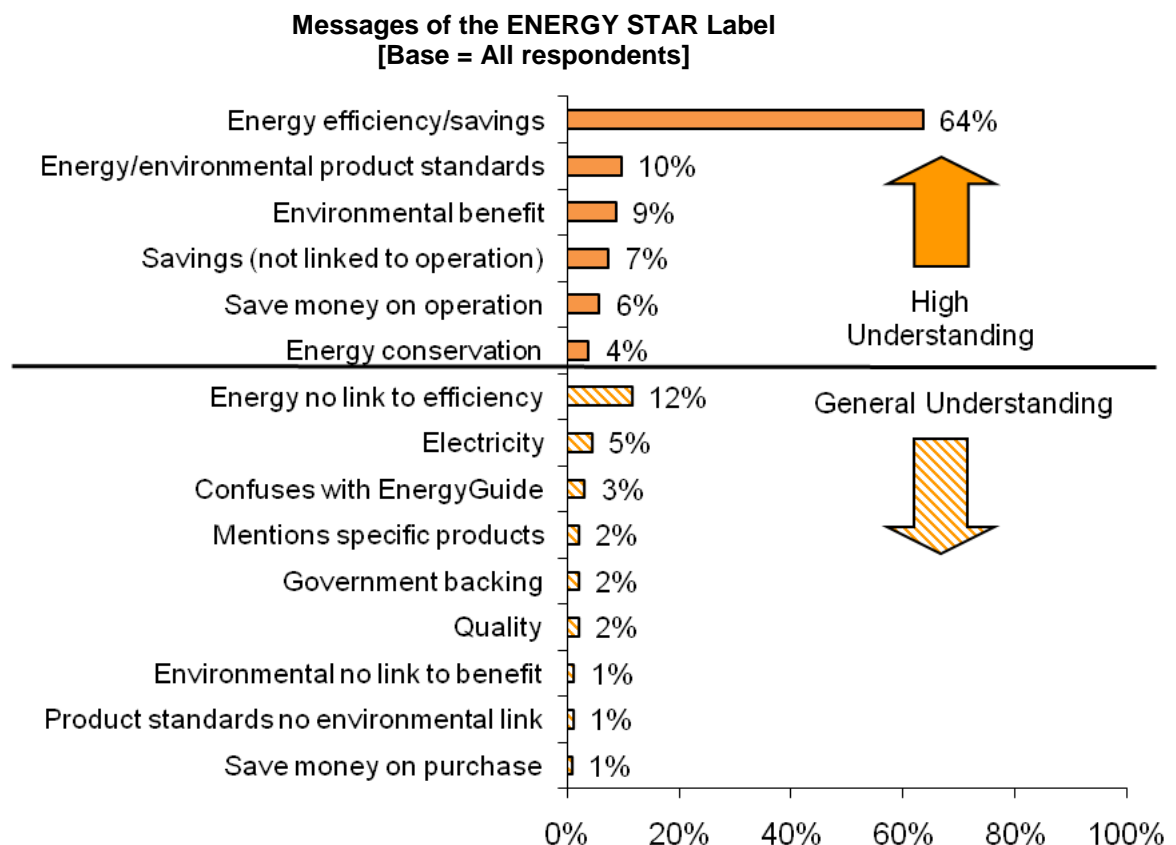 Messages of the ENERGY STAR Label
[Base = All respondents]
Energy efficiency/savings 64%
Energy/environmental product standards 10%
Environmental benefit 9%
Savings (not linked to operation) 7%
Save money on operation 6%
Energy conservation 4%
High
Understanding
Energy no link to efficiency 12%
General Understanding
Electricity 5%
Confuses with EnergyGuide 3%
Mentions specific products 2%
Government backing 2%
Quality 2%
Environmental no link to benefit 1%
Product standards no environmental link 1%
Save money on purchase 1%
0% 20% 40% 60% 80% 100%